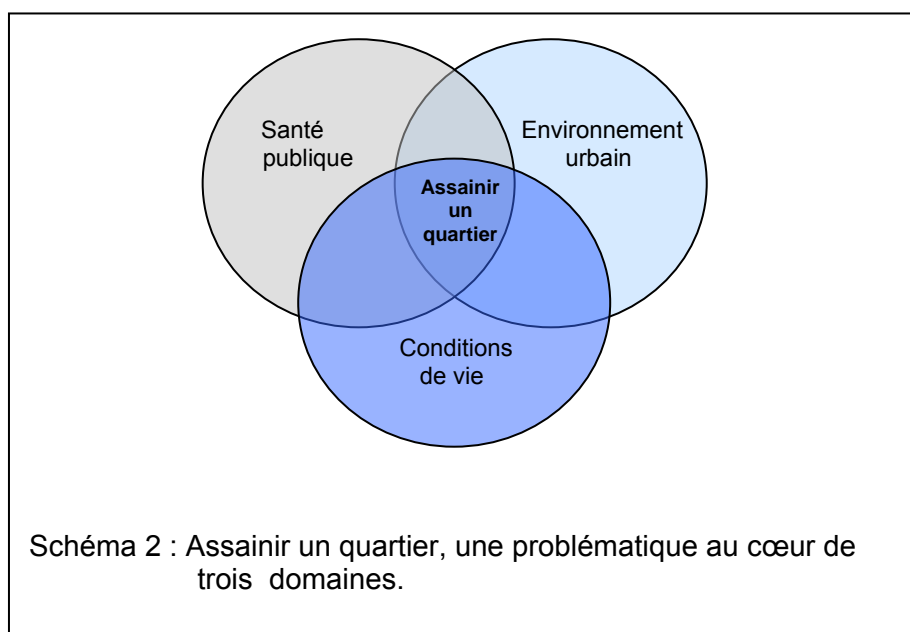 Santé
publique
Environnement
urbain
Assainir
un
quartier
Conditions
de vie
Schéma 2 : Assainir un quartier, une problématique au cœur de
trois domaines.